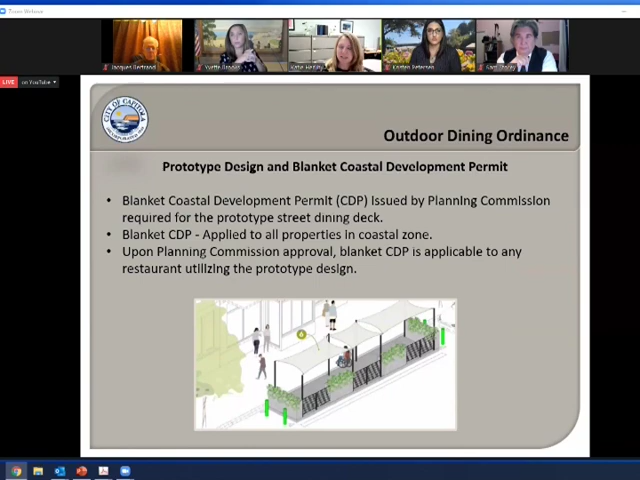 Zoom Webinar
Jacques Bertrand
Yvette Brooks
Katie Herlihy
Kristen Petersen
Sam Storey
LIVE on YouTube
CITY OF CAPITOLA
Outdoor Dining Ordinance
Prototype Design and Blanket Coastal Development Permit
• Blanket Coastal Development Permit (CDP) issued by Planning Commission
required for the prototype street dining deck.
• Blanket CDP - Applied to all properties in coastal zone.
• Upon Planning Commission approval, blanket CDP is applicable to any
restaurant utilizing the prototype design.